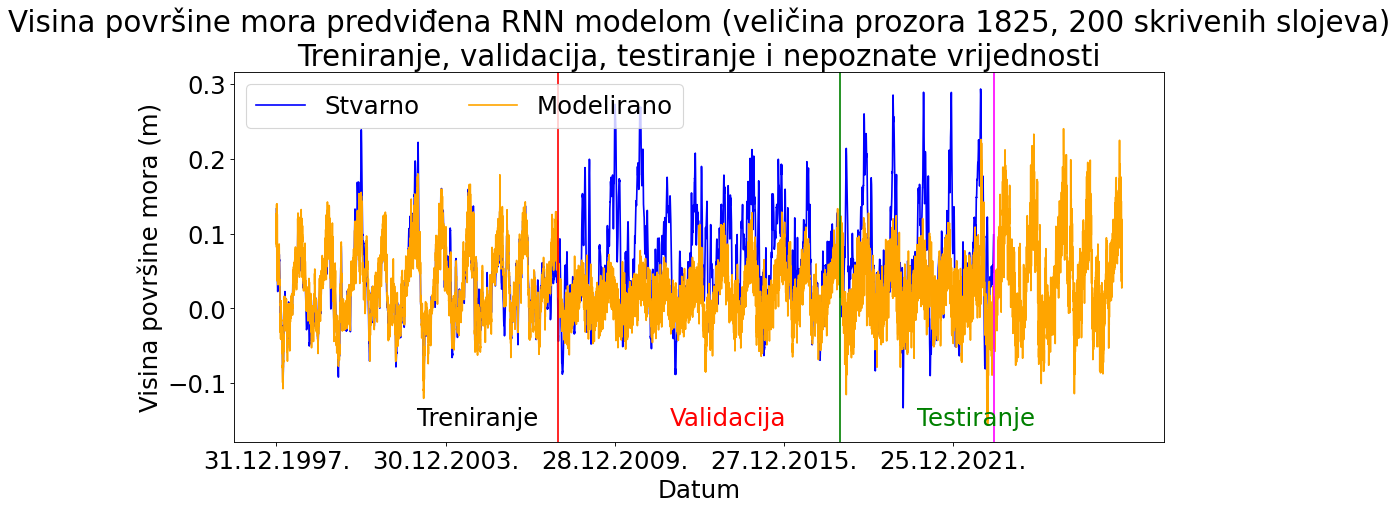 Visina površine mora predviđena RNN modelom (veličina prozora 1825, 200 skrivenih slojeva)
Treniranje, validacija, testiranje i nepoznate vrijednosti
Visina površine mora (m)
0.3
0.2
0.1
0.0
−0.1
Stvarno Modelirano
Treniranje Validacija Testiranje
31.12.1997. 30.12.2003. 28.12.2009. 27.12.2015. 25.12.2021.
Datum